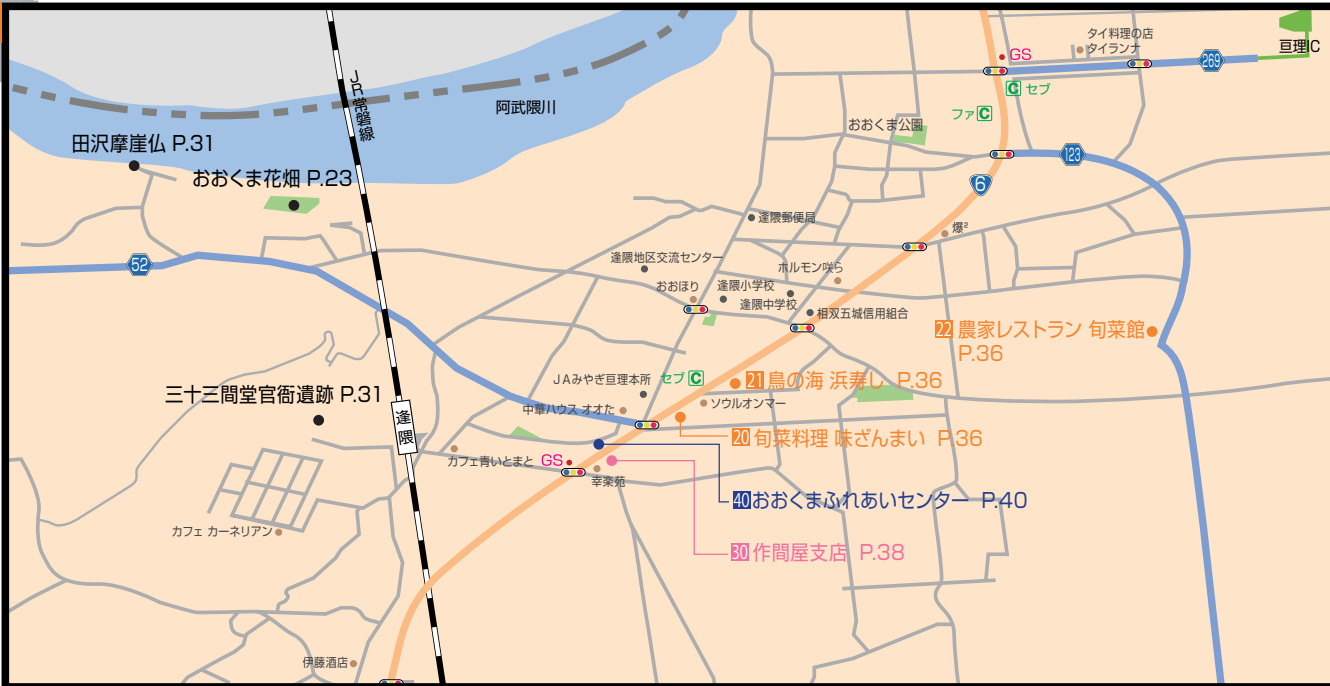 タイ料理の店
タイランナ
亘理IC
GS
269
C セブ
ファ C
JR常磐線
阿武隈川
おおくま公園
田沢摩崖仏 P.31
123
おおくま花畑 P.23
6
逢隈郵便局
爆²
52
逢隈地区交流センター
ホルモン咲ら
おおほり
逢隈小学校
逢隈中学校
相双五城信用組合
22 農家レストラン 旬菜館
P.36
三十三間堂官衙遺跡 P.31
JAみやぎ亘理本所
セブ C
21 鳥の海 浜寿し P.36
中華ハウス オオた
ソウルオンマー
逢隈
20 旬菜料理 味ざんまい P.36
カフェ青いとまと
GS
幸楽苑
40 おおくまふれあいセンター P.40
カフェ カーネリアン
30 作間屋支店 P.38
伊藤酒店